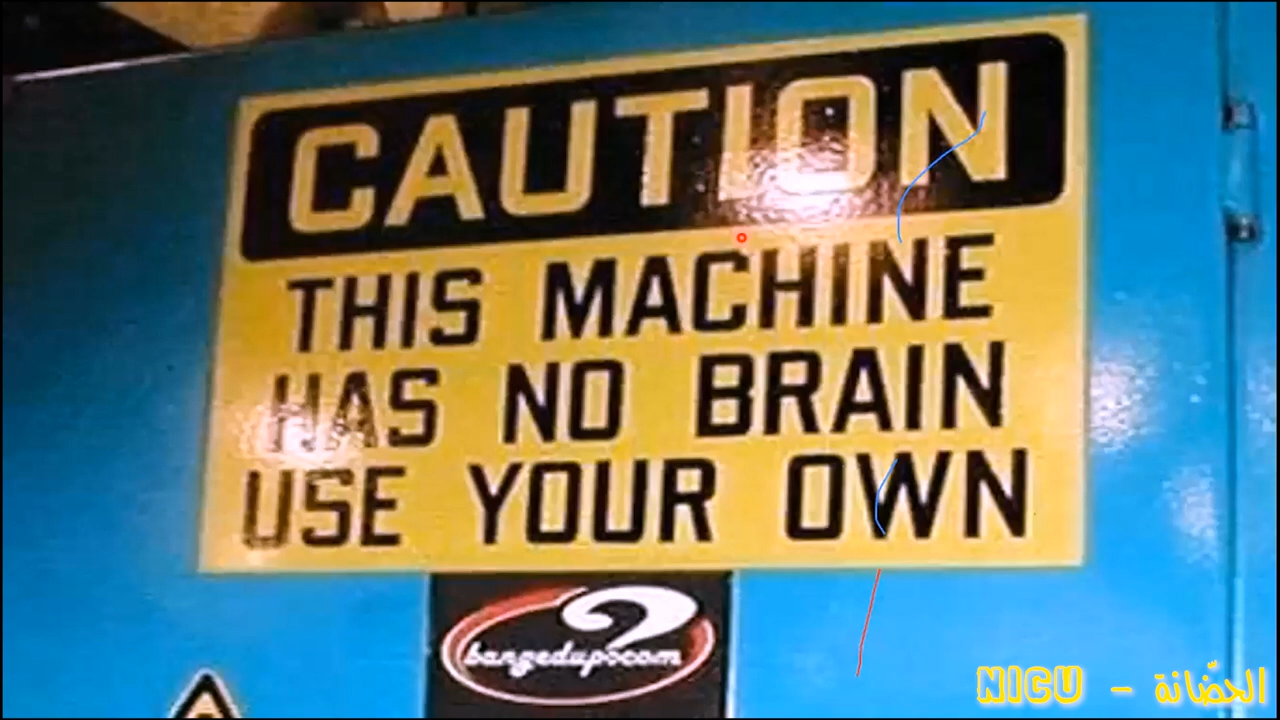 CAUTION
THIS MACHINE
HAS NO BRAIN
USE YOUR OWN
bangedup?com
NICU - الحضّانة